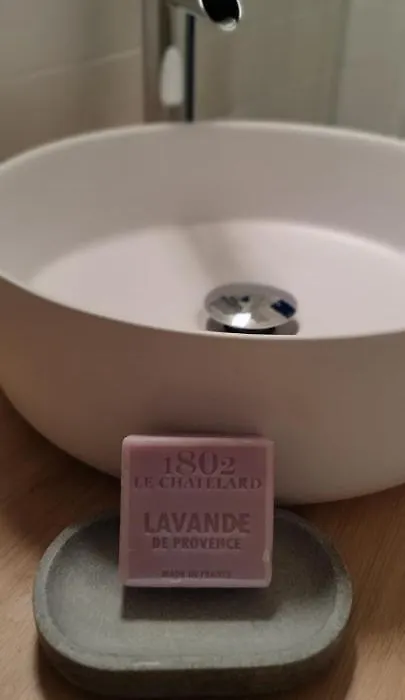 1802
LE CHATELARD
LAVANDE
DE PROVENCE
MADE IN FRANCE